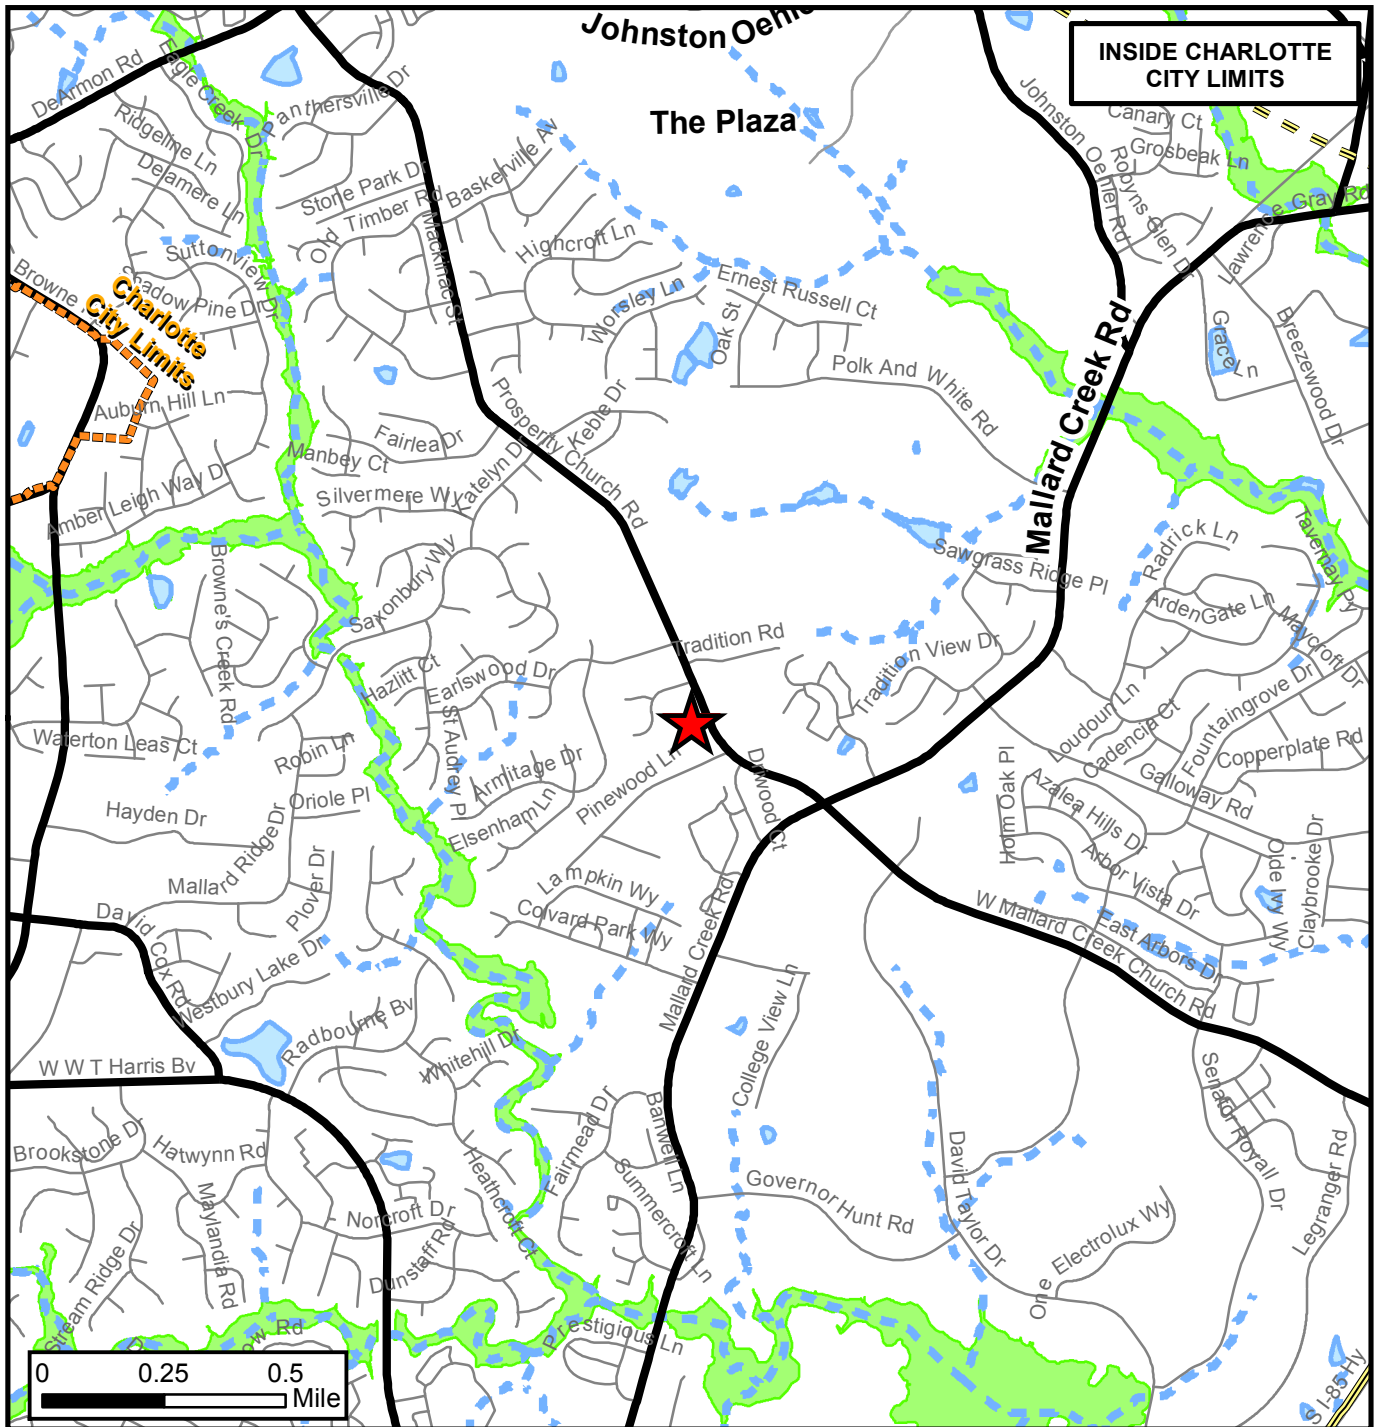 Johnston Oehle
INSIDE CHARLOTTE
CITY LIMITS
DeArmon Rd
Eagle Creek Dr
Panthersville Dr
The Plaza
Johnston Oehler Rd
Canary Ct
Grosbeak Ln
Robyns Glen Dr
Ridgeline Ln
Delamere Ln
Stone Park Dr
Baskerville Av
Old Timber Rd
Mackinac St
Highcroft Ln
Lawrence Gray Rd
Suttonview Dr
Browne
Shadow Pine Dr
Charlotte
City Limits
Worsley Ln
Ernest Russell Ct
Oak St
Mallard Creek Rd
Grace Ln
Breezewood Dr
Polk And White Rd
Auburn Hill Ln
Prosperity Church Rd
Keble Dr
Fairlea Dr
Manbey Ct
Katelyn D
Silvermere Wy
Amber Leigh Way D
Tavernay Py
Radrick Ln
Sawgrass Ridge Pl
Browne's Creek Rd
Saxonbury Wy
ArdenGate Ln
Maycroft Dr
Tradition Rd
Tradition View Dr
Hazlitt Ct
Earlswood Dr
St Audrey Pl
Loudoun Ln
Cadencia Ct
Fountaingrove Dr
Waterton Leas Ct
Robin Ln
Copperplate Rd
Galloway Rd
Armitage Dr
Pinewood Ln
Driwood Ct
Holm Oak Pl
Azalea Hills Dr
Oriole Pl
Hayden Dr
Elsenham Ln
Arbor Vista Dr
Olde Ivy Wy
Claybrooke Dr
Mallard Ridge Dr
Plover Dr
Lampkin Wy
Colvard Park Wy
Mallard Creek Rd
W Mallard Creek Church Rd
East Arbors Dr
David Cox Rd
Westbury Lake Dr
College View Ln
Radbourne Bv
Whitehill Dr
W W T Harris Bv
Senator Royall Dr
Brookstone Dr
Hatwynn Rd
Fairmead Dr
Banwell Ln
Heathcroft Ct
Summercroft Ln
Governor Hunt Rd
David Taylor Dr
Legranger Rd
Maylandia Rd
Norcroft Dr
Dunstaff Rd
One Electrolux Wy
Stream Ridge Dr
ow Rd
Prestigious Ln
S I-85 Hy
0 0.25 0.5
Mile